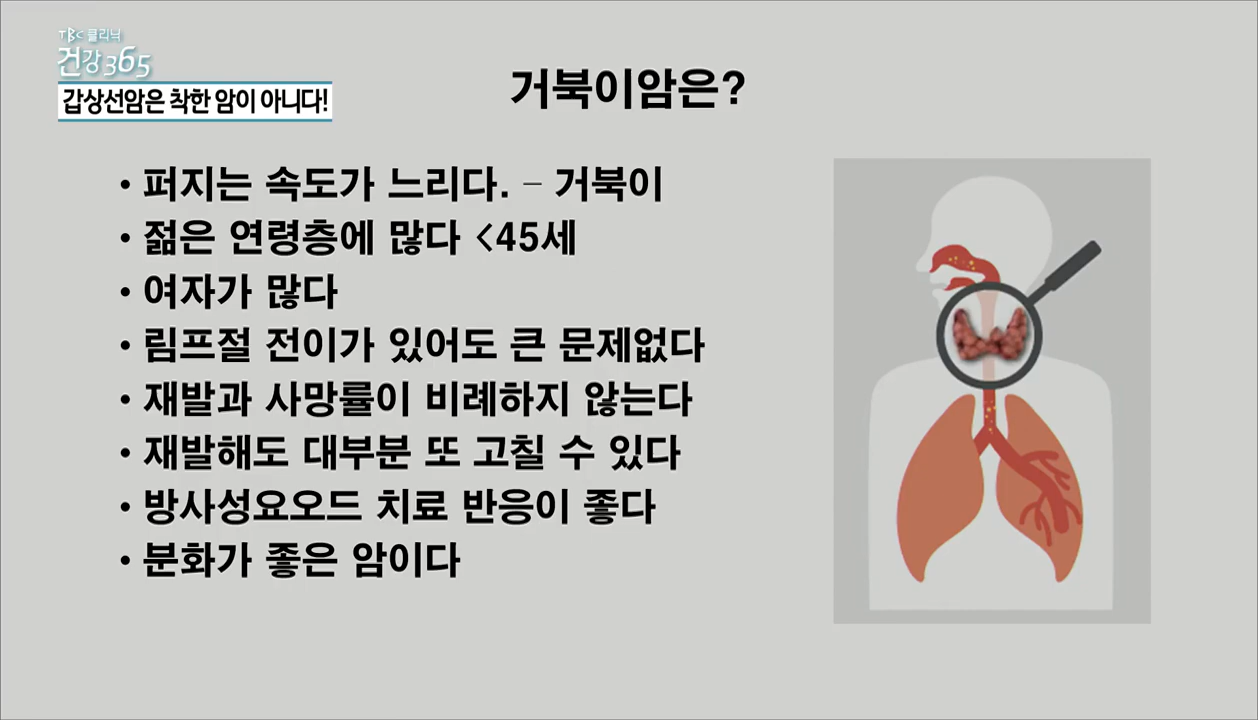 TBC 클리닉
건강365
갑상선암은 착한 암이 아니다!
거북이암은?
• 퍼지는 속도가 느리다. – 거북이
• 젊은 연령층에 많다 <45세
• 여자가 많다
• 림프절 전이가 있어도 큰 문제없다
• 재발과 사망률이 비례하지 않는다
• 재발해도 대부분 또 고칠 수 있다
• 방사성요오드 치료 반응이 좋다
• 분화가 좋은 암이다